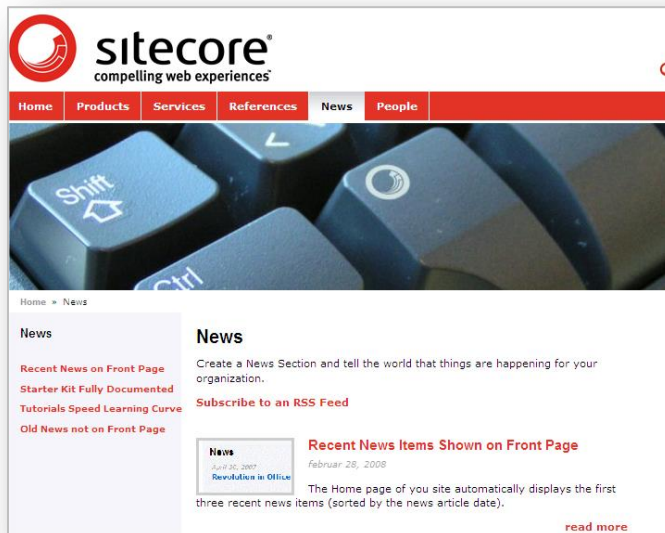 sitecore®
compelling web experiences
Home Products Services References News People
Shift
<
Ctrl
Home » News
News
Recent News on Front Page
Starter Kit Fully Documented
Tutorials Speed Learning Curve
Old News not on Front Page
News
Create a News Section and tell the world that things are happening for your
organization.
Subscribe to an RSS Feed
News
April 20, 2007
Revolution in Office
Recent News Items Shown on Front Page
februar 28, 2008
The Home page of you site automatically displays the first
three recent news items (sorted by the news article date).
read more